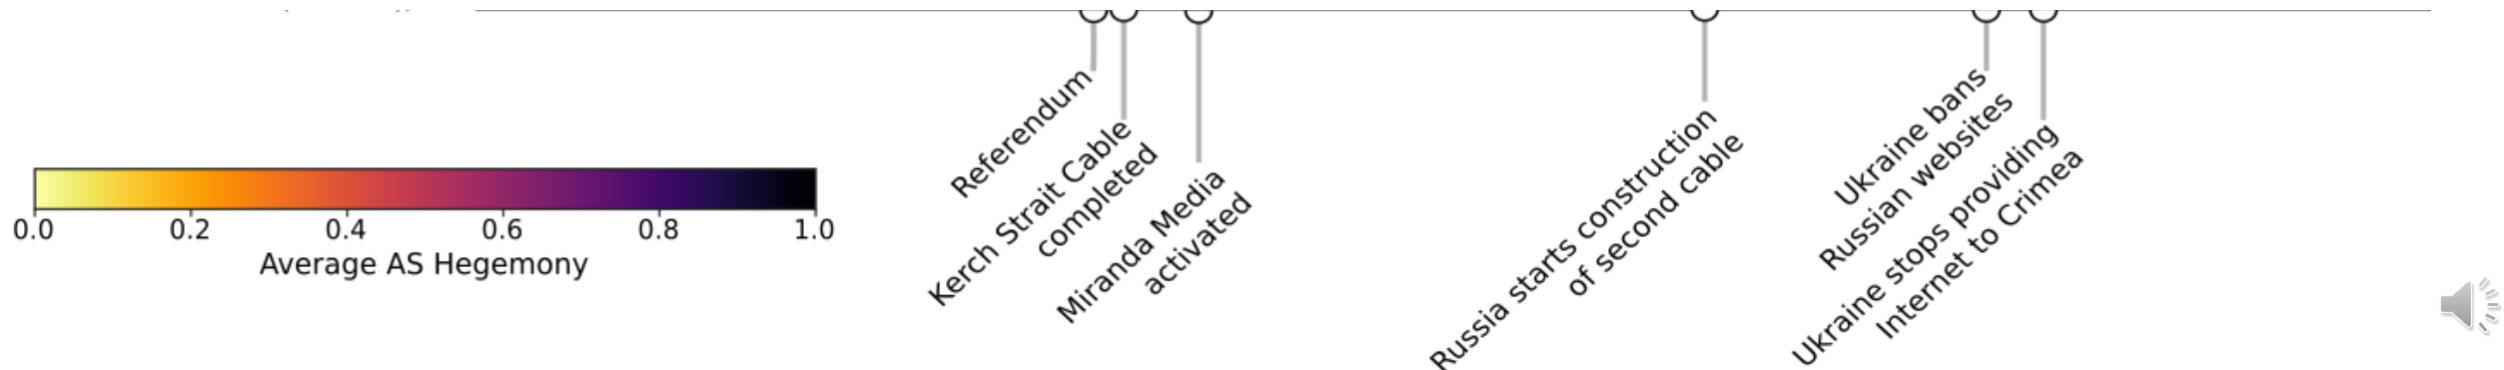 0.0 0.2 0.4 0.6 0.8 1.0
Average AS Hegemony
Referendum
Kerch Strait Cable
completed
Miranda Media
activated
Russia starts construction
of second cable
Ukraine bans
Russian websites
Ukraine stops providing
Internet to Crimea